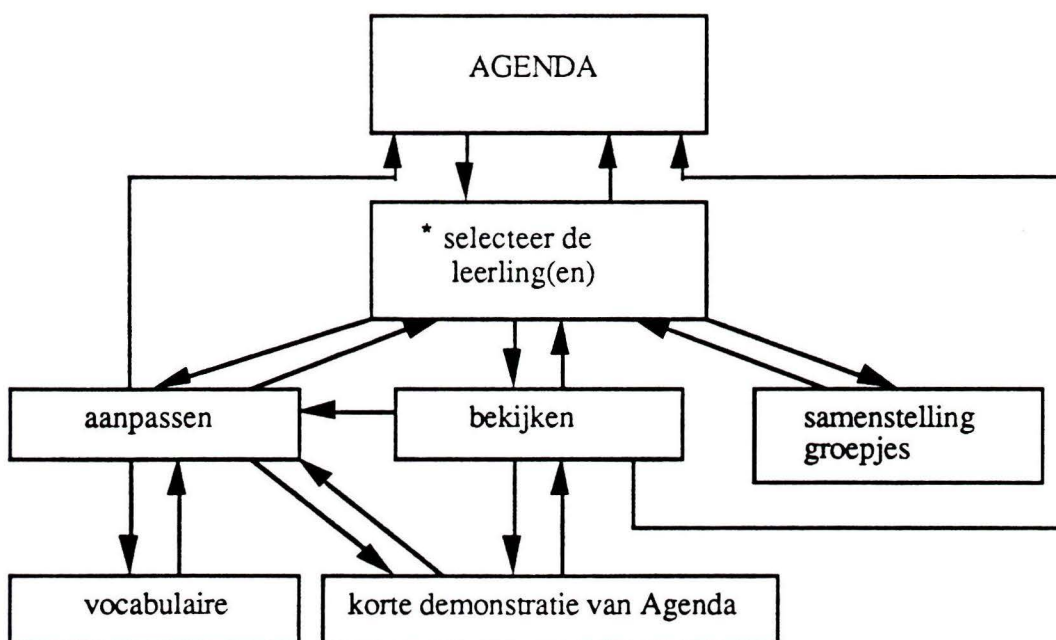 AGENDA
* selecteer de
leerling(en)
aanpassen
bekijken
samenstelling
groepjes
vocabulaire
korte demonstratie van Agenda